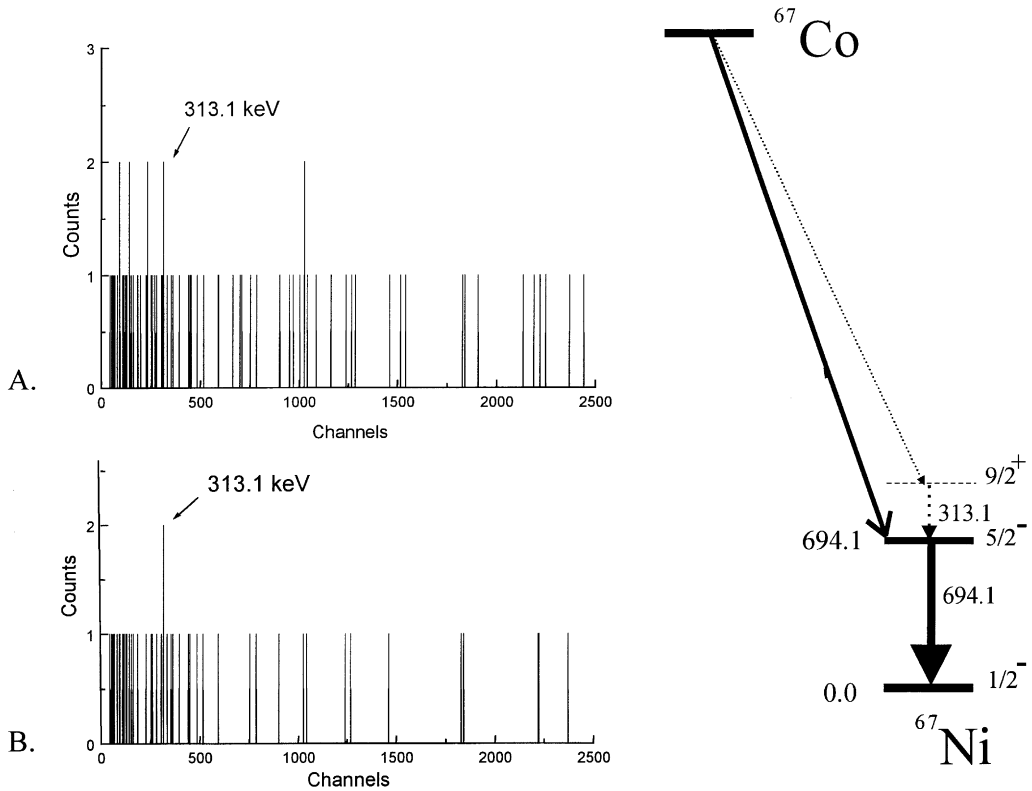 3
2
1
0
Counts
313.1 keV
0 500 1000 1500 2000 2500
Channels
A.
2
1
0
Counts
313.1 keV
0 500 1000 1500 2000 2500
Channels
B.
67Co
9/2+
313.1
694.1 5/2-
694.1
0.0 1/2-
67Ni